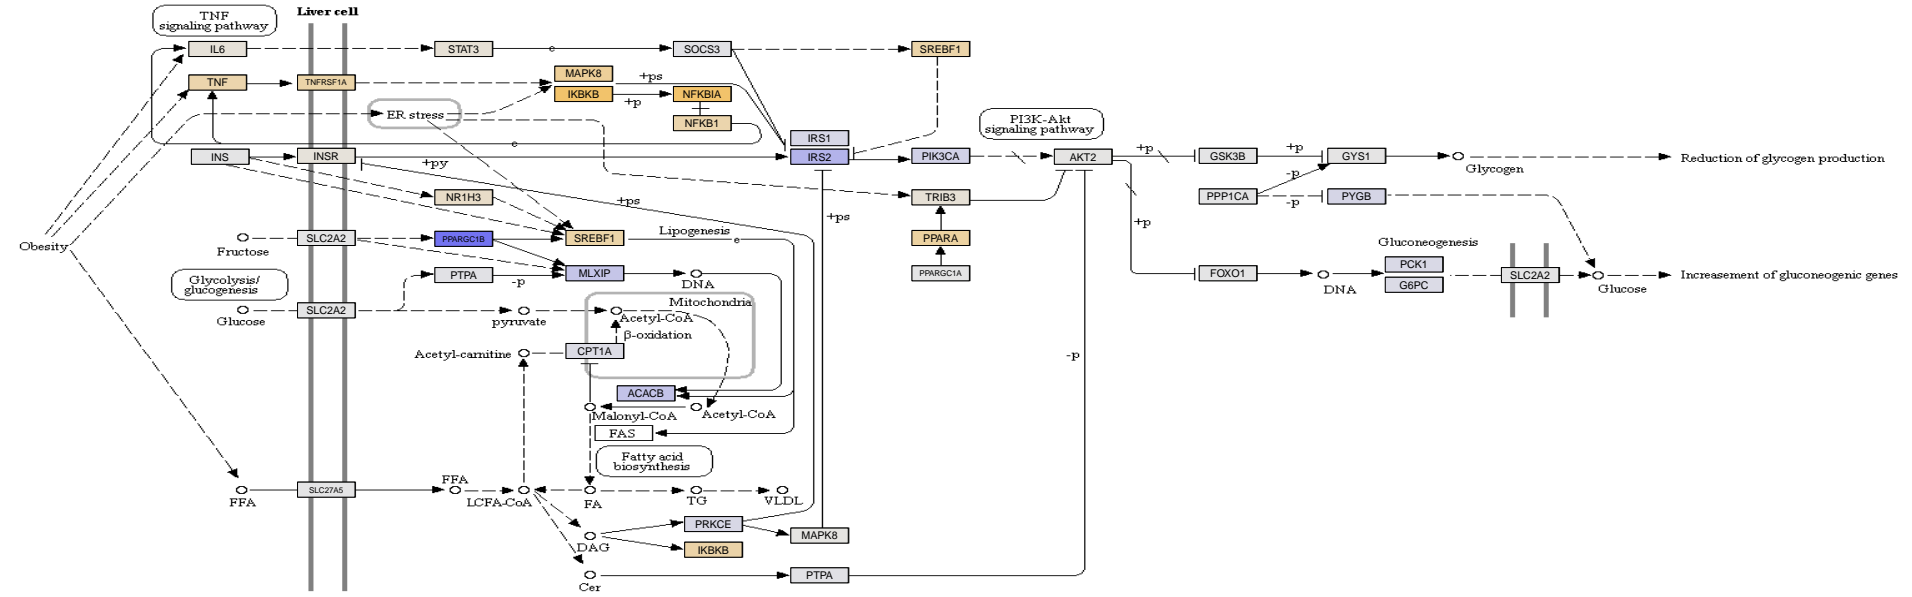 TNF
signaling pathway
Liver cell
IL6
STAT3
e
SOCS3
SREBF1
TNF
TNFRSF1A
MAPK8
+ps
IKBKB
+p
NFKBIA
ER stress
NFKB1
PI3K-Akt
signaling pathway
IRS1
e
INS
INSR
+py
IRS2
PIK3CA
AKT2
+p
GSK3B
+p
GYS1
Glycogen
Reduction of glycogen production
-p
NR1H3
+ps
TRIB3
PPP1CA
-p
PYGB
+ps
+p
Obesity
Fructose
SLC2A2
PPARGC1B
SREBF1
Lipogenesis
e
PPARA
Gluconeogenesis
Glycolysis/
glucogenesis
PTPA
-p
MLXIP
DNA
PPARGC1A
FOXO1
DNA
PCK1
G6PC
SLC2A2
Glucose
Increasement of gluconeogenic genes
Glucose
SLC2A2
pyruvate
Mitochondria
Acetyl-CoA
β-oxidation
Acetyl-carnitine
CPT1A
-p
ACACB
Malonyl-CoA
Acetyl-CoA
FAS
Fatty acid
biosynthesis
FFA
SLC27A5
FFA
LCFA-CoA
FA
TG
VLDL
PRKCE
DAG
MAPK8
IKBKB
Cer
PTPA